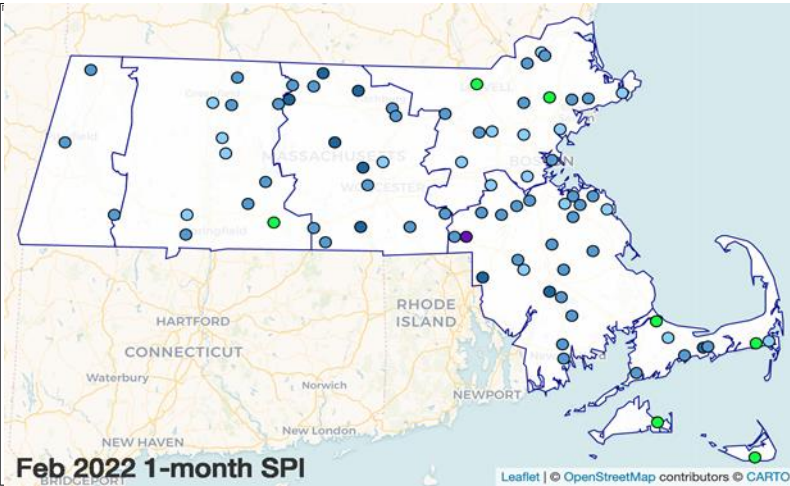 LOWELL
Greenfield
MASSACHUSETTS
BOSTON
WORCESTER
Springfield
RHODE
ISLAND
HARTFORD
CONNECTICUT
Waterbury
Norwich
NEWPORT
New London
NEW HAVEN
Feb 2022 1-month SPI
BRIDGEPORT
Leaflet | © OpenStreetMap contributors © CARTO